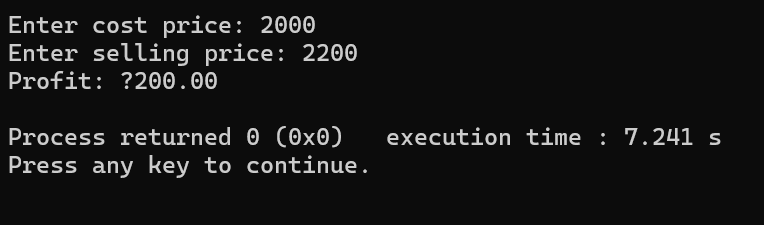 Enter cost price: 2000
Enter selling price: 2200
Profit: ?200.00
Process returned 0 (0x0)   execution time : 7.241 s
Press any key to continue.